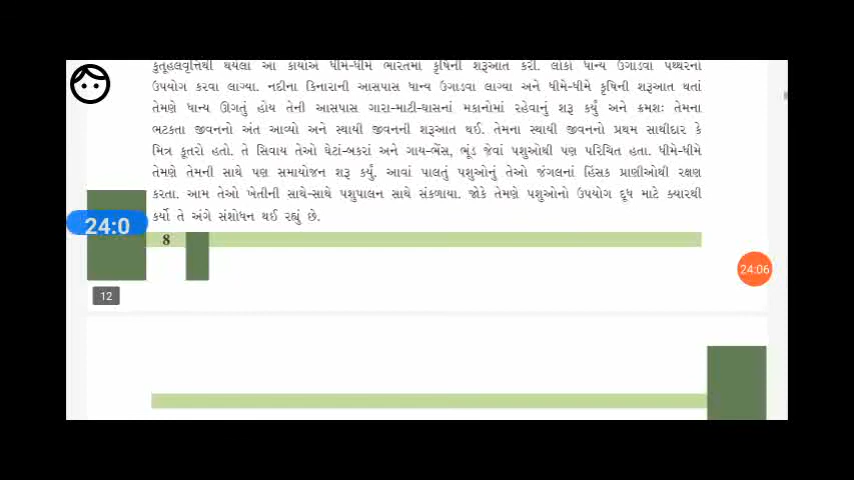 કુતૂહલવૃત્તિથી થયેલા આ કાર્યોએ ધીમે-ધીમે ભારતમાં કૃષિની શરૂઆત કરી. લોકો ધાન્ય ઉગાડવા પથ્થરના
ઉપયોગ કરવા લાગ્યા. નદીના કિનારાની આસપાસ ધાન્ય ઉગાડવા લાગ્યા અને ધીમે-ધીમે કૃષિની શરૂઆત થતાં
તેમણે ધાન્ય ઊગતું હોય તેની આસપાસ ગારા-માટી-ઘાસનાં મકાનોમાં રહેવાનું શરૂ કર્યું અને ક્રમશઃ તેમના
ભટકતા જીવનનો અંત આવ્યો અને સ્થાયી જીવનની શરૂઆત થઈ. તેમના સ્થાયી જીવનનો પ્રથમ સાથીદાર કે
મિત્ર કૂતરો હતો. તે સિવાય તેઓ ઘેટાં-બકરાં અને ગાય-ભેંસ, ભૂંડ જેવાં પશુઓથી પણ પરિચિત હતા. ધીમે-ધીમે
તેમણે તેમની સાથે પણ સમાયોજન શરૂ કર્યું. આવાં પાલતું પશુઓનું તેઓ જંગલનાં હિંસક પ્રાણીઓથી રક્ષણ
કરતા. આમ તેઓ ખેતીની સાથે-સાથે પશુપાલન સાથે સંકળાયા. જોકે તેમણે પશુઓનો ઉપયોગ દૂધ માટે ક્યારથી
કર્યો તે અંગે સંશોધન થઈ રહ્યું છે.
24:0
8
24:06
12